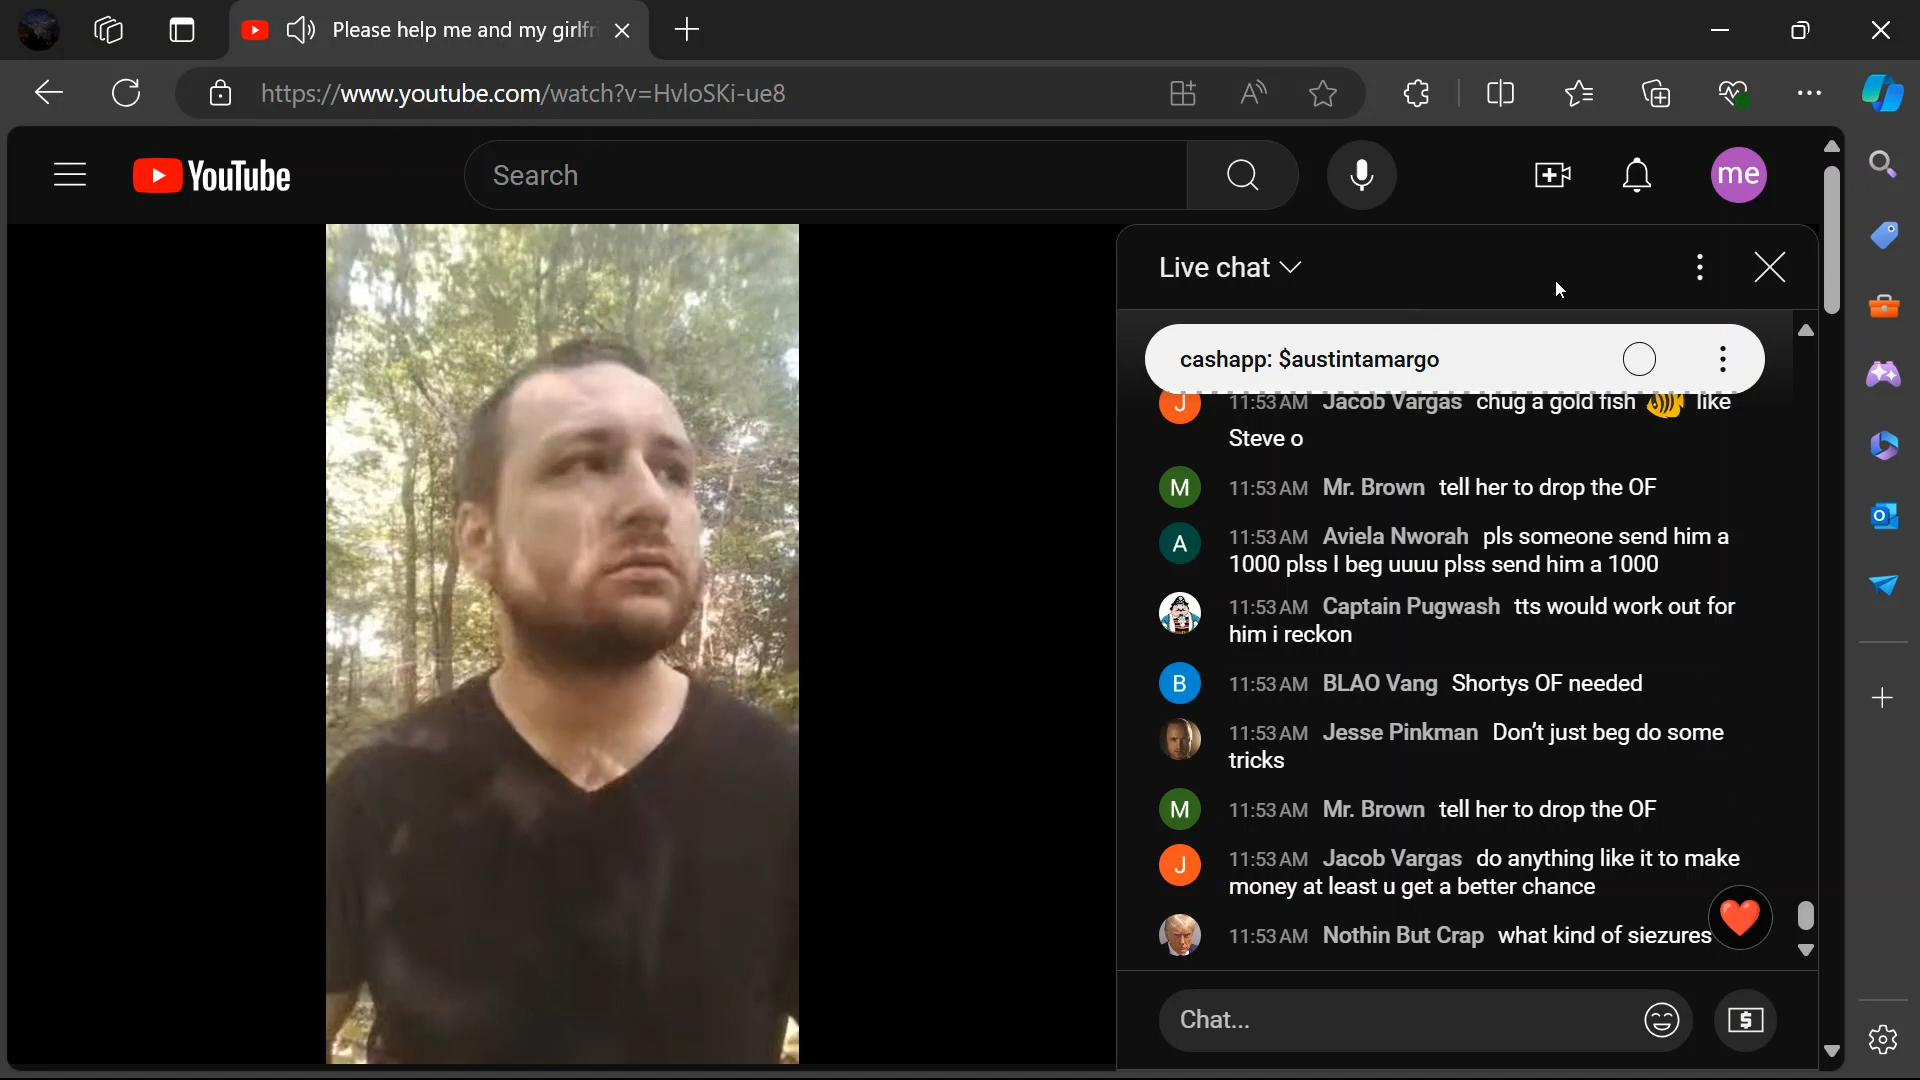 Please help me and my girlfr
https://www.youtube.com/watch?v=HvIoSKi-ue8
YouTube
Search
me
Live chat
cashapp: $austintamargo
J 11:53 AM Jacob Vargas chug a gold fish 🐠 like
Steve o
M 11:53 AM Mr. Brown tell her to drop the OF
A 11:53 AM Aviela Nworah pls someone send him a
1000 plss I beg uuuu plss send him a 1000
11:53 AM Captain Pugwash tts would work out for
him i reckon
B 11:53 AM BLAO Vang Shortys OF needed
11:53 AM Jesse Pinkman Don't just beg do some
tricks
M 11:53 AM Mr. Brown tell her to drop the OF
J 11:53 AM Jacob Vargas do anything like it to make
money at least u get a better chance
11:53 AM Nothin But Crap what kind of siezures
Chat...